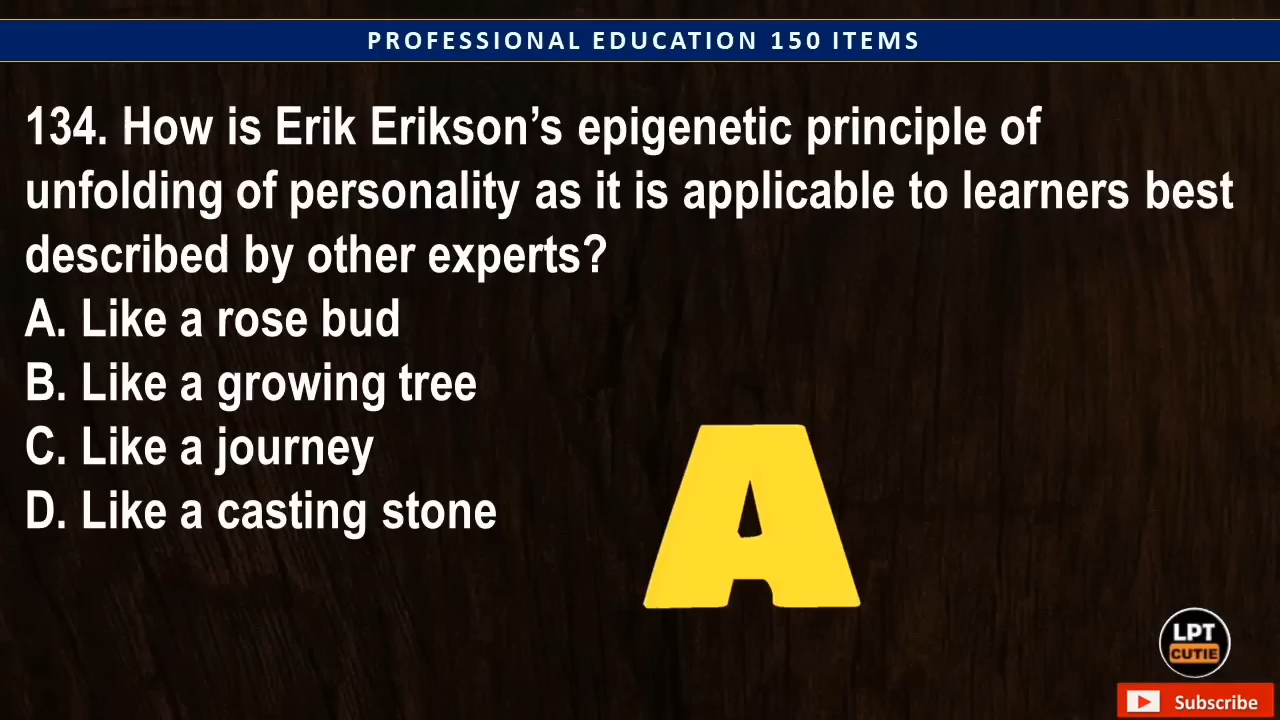 PROFESSIONAL EDUCATION 150 ITEMS
134. How is Erik Erikson’s epigenetic principle of
unfolding of personality as it is applicable to learners best
described by other experts?
A. Like a rose bud
B. Like a growing tree
C. Like a journey
D. Like a casting stone
A
LPT
CUTIE
Subscribe